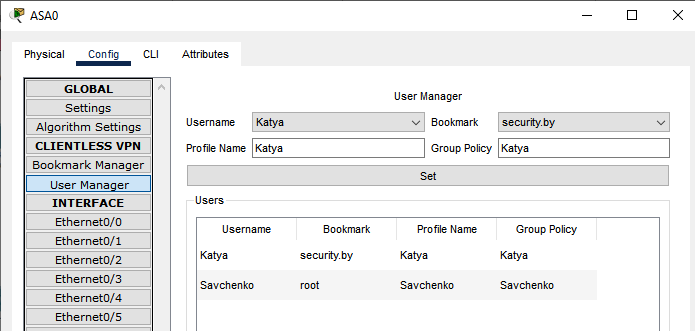 ASA0
Physical Config CLI Attributes
GLOBAL
Settings
Algorithm Settings
CLIENTLESS VPN
Bookmark Manager
User Manager
INTERFACE
Ethernet0/0
Ethernet0/1
Ethernet0/2
Ethernet0/3
Ethernet0/4
Ethernet0/5
User Manager
Username Katya Bookmark security.by
Profile Name Katya Group Policy Katya
Set
Users
Username Bookmark Profile Name Group Policy
Katya security.by Katya Katya
Savchenko root Savchenko Savchenko